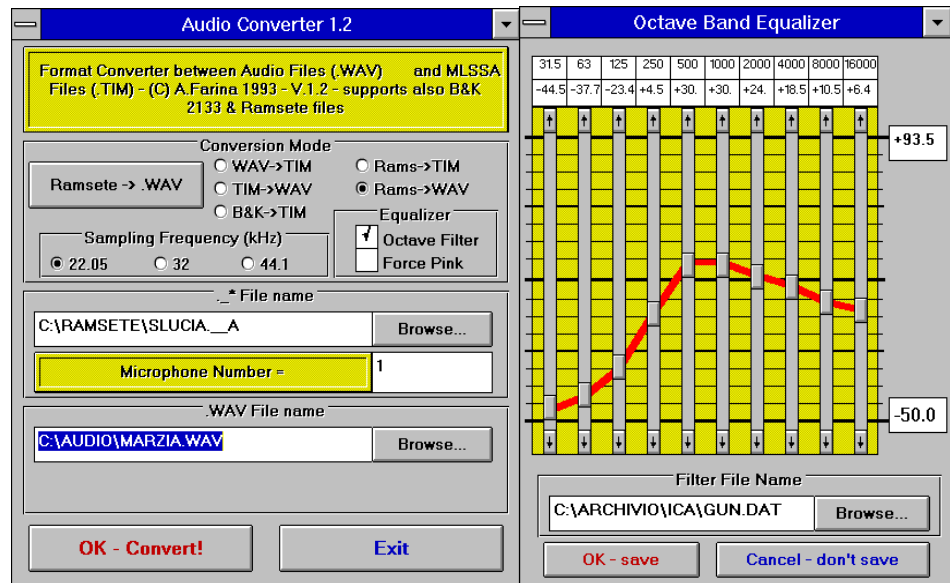 Audio Converter 1.2
Format Converter between Audio Files (.WAV) and MLSSA
Files (.TIM) - (C) A.Farina 1993 - V.1.2 - supports also B&K
2133 & Ramsete files
Conversion Mode
Ramsete -> .WAV
WAV->TIM
TIM->WAV
B&K->TIM
Rams->TIM
Rams->WAV
Equalizer
Octave Filter
Force Pink
Sampling Frequency (kHz)
22.05 32 44.1
._* File name
C:\RAMSETE\SLUCIA.__A
Browse...
Microphone Number =
1
.WAV File name
C:\AUDIO\MARZIA.WAV
Browse...
OK - Convert!
Exit
Octave Band Equalizer
31.5 63 125 250 500 1000 2000 4000 8000 16000
-44.5 -37.7 -23.4 +4.5 +30. +30. +24. +18.5 +10.5 +6.4
+93.5
-50.0
Filter File Name
C:\ARCHIVIO\ICA\GUN.DAT
Browse...
OK - save
Cancel - don't save